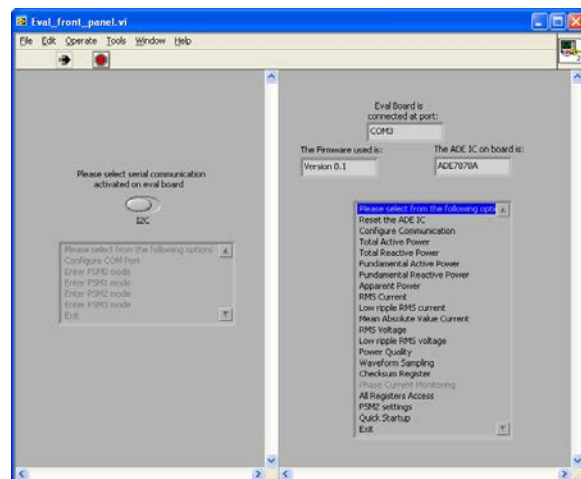 Eval_front_panel.vi
File Edit Operate Tools Window Help
2
Please select serial communication
activated on eval board
I2C
Please select from the following options
Configure COM Port
Enter PSM0 mode
Enter PSM1 mode
Enter PSM2 mode
Enter PSM3 mode
Exit
Eval Board is
connected at port:
COM3
The Firmware used is:
The ADE IC on board is:
Version 0.1
ADE7878A
Please select from the following opti
Reset the ADE IC
Configure Communication
Total Active Power
Total Reactive Power
Fundamental Active Power
Fundamental Reactive Power
Apparent Power
RMS Current
Low ripple RMS current
Mean Absolute Value Current
RMS Voltage
Low ripple RMS voltage
Power Quality
Waveform Sampling
Checksum Register
Phase Current Monitoring
All Registers Access
PSM2 settings
Quick Startup
Exit